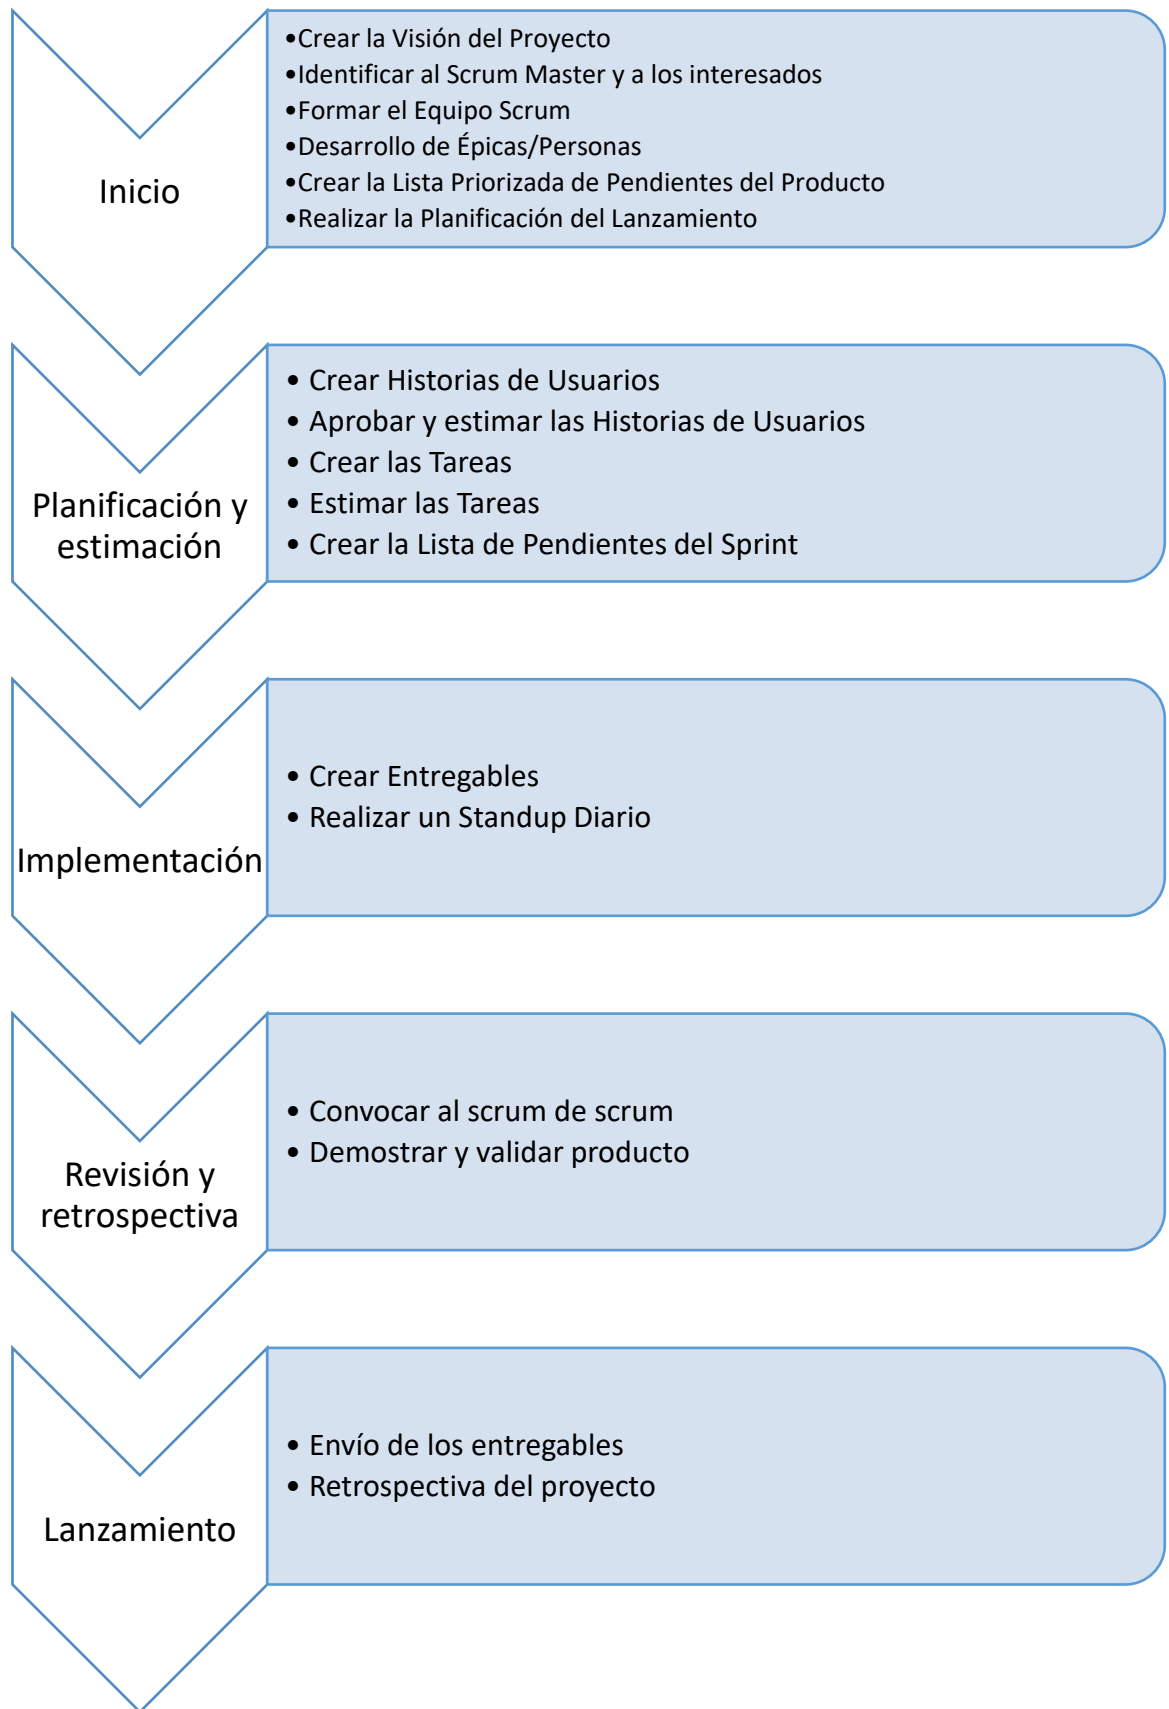 Inicio
•Crear la Visión del Proyecto
•Identificar al Scrum Master y a los interesados
•Formar el Equipo Scrum
•Desarrollo de Épicas/Personas
•Crear la Lista Priorizada de Pendientes del Producto
•Realizar la Planificación del Lanzamiento
Planificación y
estimación
• Crear Historias de Usuarios
• Aprobar y estimar las Historias de Usuarios
• Crear las Tareas
• Estimar las Tareas
• Crear la Lista de Pendientes del Sprint
Implementación
• Crear Entregables
• Realizar un Standup Diario
Revisión y
retrospectiva
• Convocar al scrum de scrum
• Demostrar y validar producto
Lanzamiento
• Envío de los entregables
• Retrospectiva del proyecto